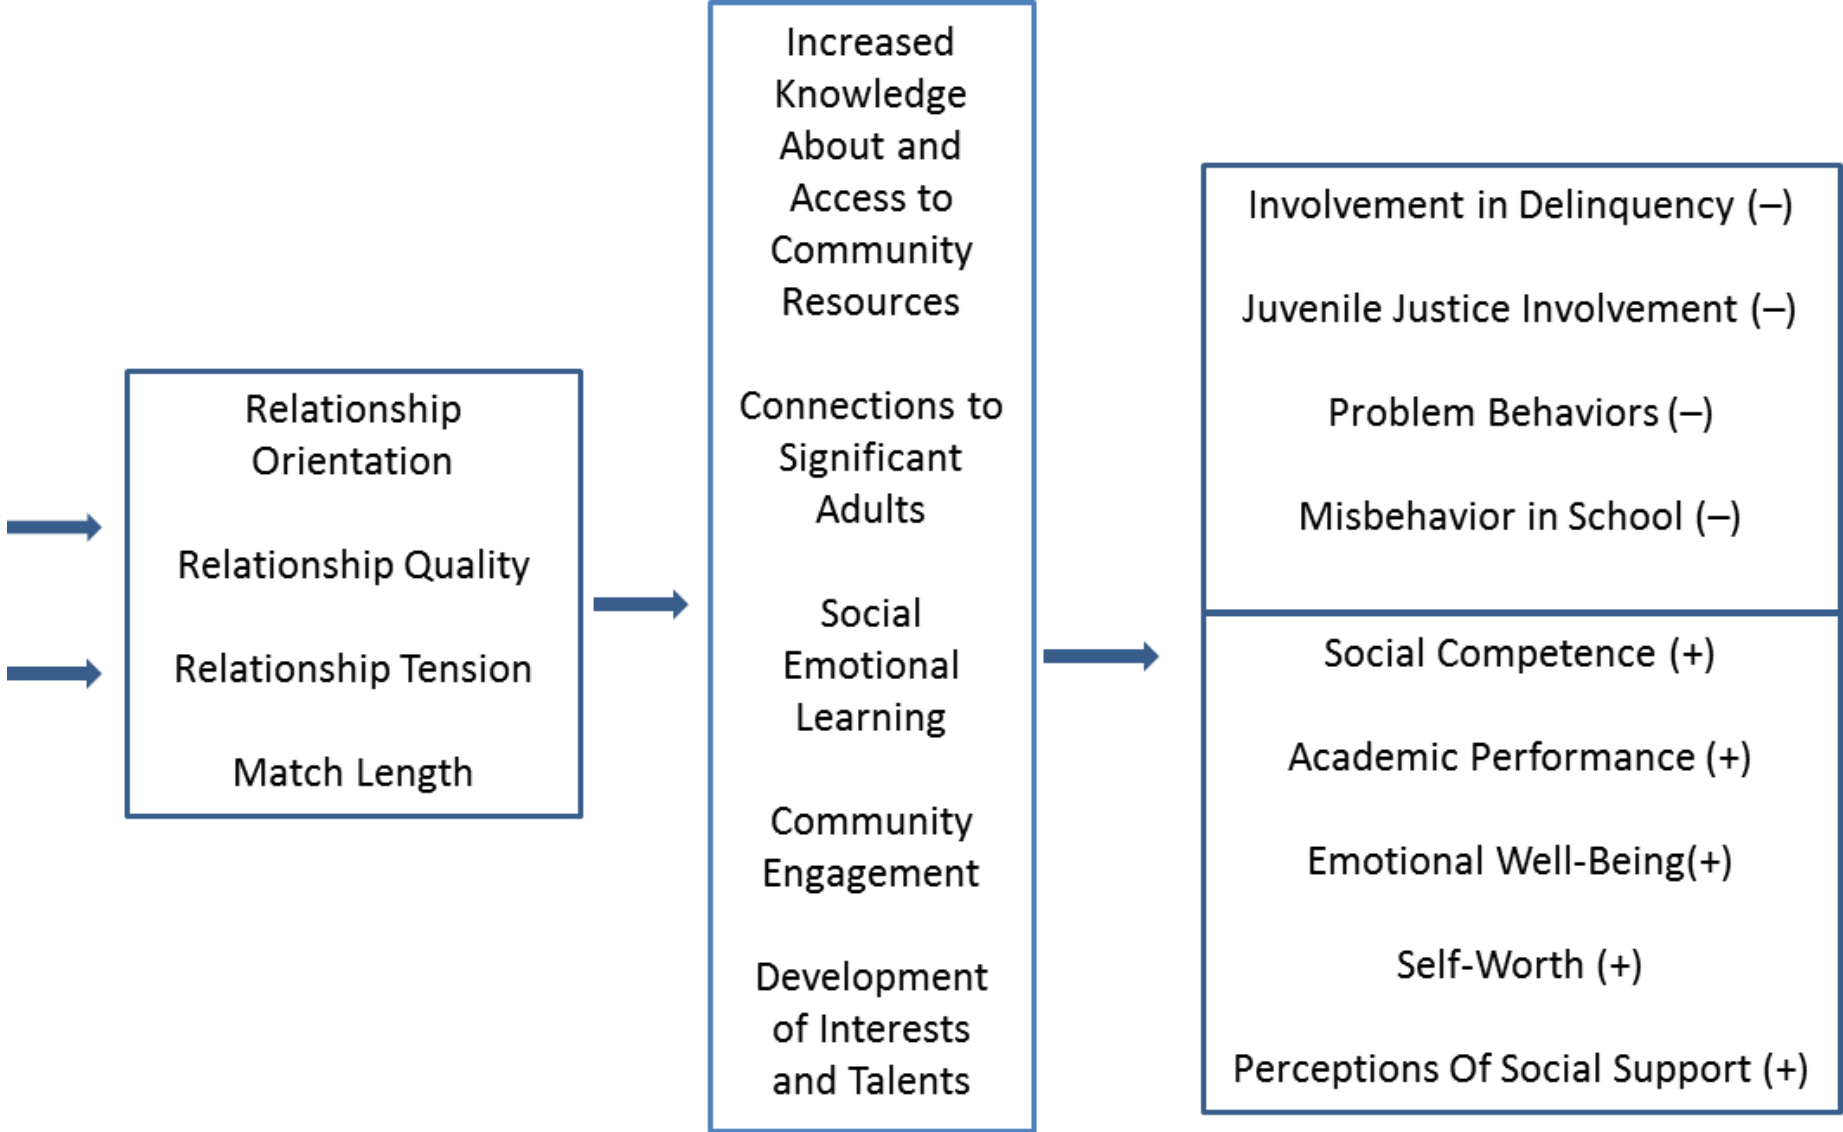 Relationship
Orientation
Relationship Quality
Relationship Tension
Match Length
Increased
Knowledge
About and
Access to
Community
Resources
Connections to
Significant
Adults
Social
Emotional
Learning
Community
Engagement
Development
of Interests
and Talents
Involvement in Delinquency (–)
Juvenile Justice Involvement (–)
Problem Behaviors (–)
Misbehavior in School (–)
Social Competence (+)
Academic Performance (+)
Emotional Well-Being(+)
Self-Worth (+)
Perceptions Of Social Support (+)